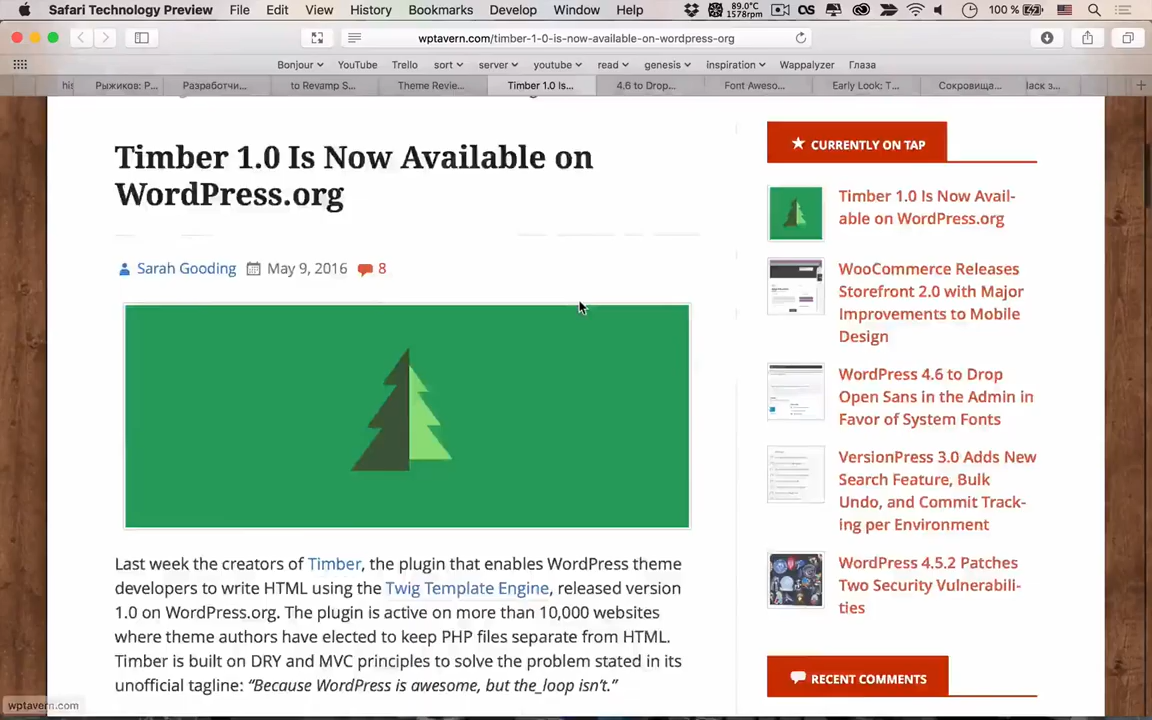 Safari Technology Preview File Edit View History Bookmarks Develop Window Help 89.0°C 1578rpm 100 %
wptavern.com/timber-1-0-is-now-available-on-wordpress-org
Bonjour YouTube Trello sort server youtube read genesis inspiration Wappalyzer Глаза
his Рыжиков: Р... Разработчи... to Revamp S... Theme Revie... Timber 1.0 Is... 4.6 to Drop... Font Aweso... Early Look: T... Сокровища...
Timber 1.0 Is Now Available on
WordPress.org
Sarah Gooding May 9, 2016 8
Last week the creators of Timber, the plugin that enables WordPress theme
developers to write HTML using the Twig Template Engine, released version
1.0 on WordPress.org. The plugin is active on more than 10,000 websites
where theme authors have elected to keep PHP files separate from HTML.
Timber is built on DRY and MVC principles to solve the problem stated in its
unofficial tagline: “Because WordPress is awesome, but the_loop isn’t.”
CURRENTLY ON TAP
Timber 1.0 Is Now Avail-
able on WordPress.org
WooCommerce Releases
Storefront 2.0 with Major
Improvements to Mobile
Design
WordPress 4.6 to Drop
Open Sans in the Admin in
Favor of System Fonts
VersionPress 3.0 Adds New
Search Feature, Bulk
Undo, and Commit Track-
ing per Environment
WordPress 4.5.2 Patches
Two Security Vulnerabili-
ties
RECENT COMMENTS
wptavern.com